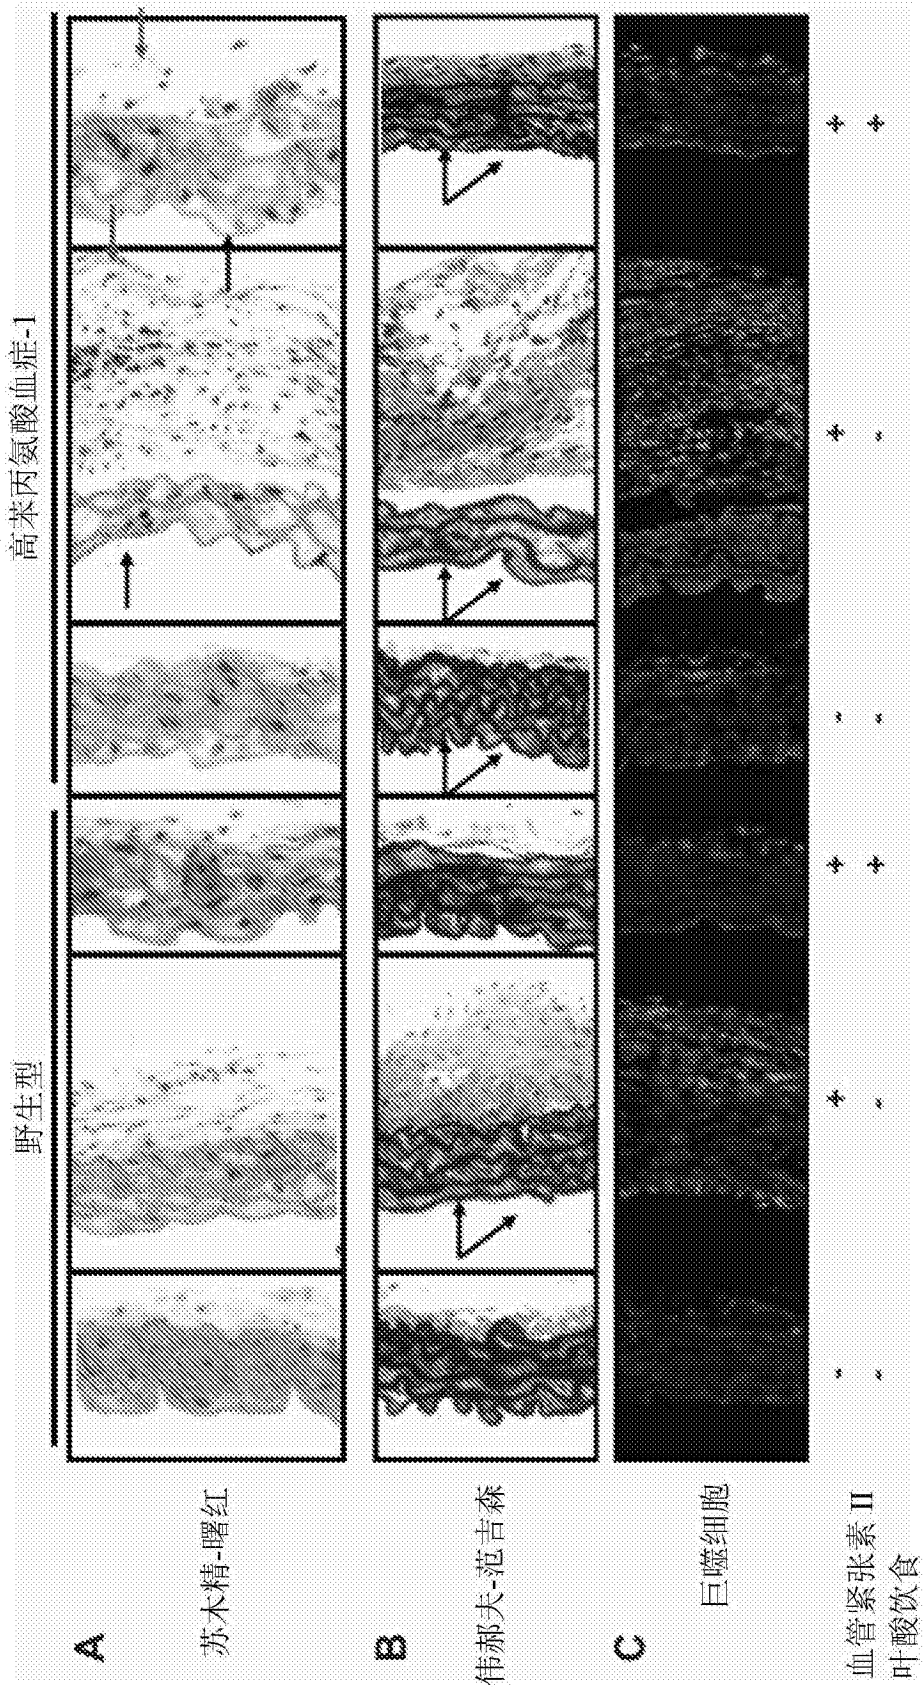 野生型
高苯丙氨酸血症-1
A
苏木精-曙红
B
伟郝夫-范吉森
C
巨噬细胞
血管紧张素 II - + + - + +
叶酸饮食 - - + - - +